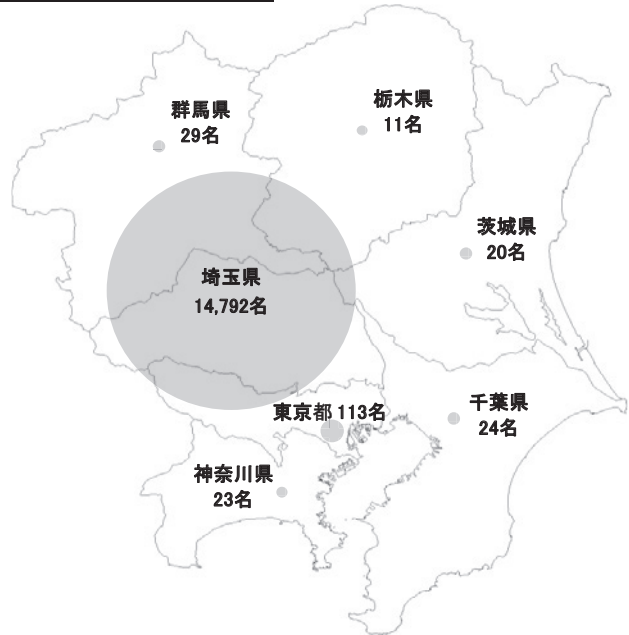 群馬県
29名
栃木県
11名
茨城県
20名
埼玉県
14,792名
東京都 113名
千葉県
24名
神奈川県
23名